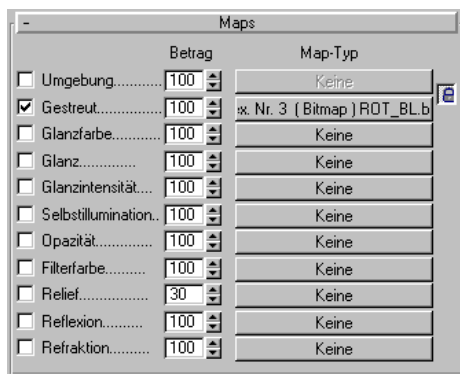 - Maps
Betrag Map-Typ
Umgebung............ 100 Keine
Gestreut............ 100 x. Nr. 3 ( Bitmap ) ROT_BL.b
Glanzfarbe........... 100 Keine
Glanz............. 100 Keine
Glanzintensität.... 100 Keine
Selbstillumination.. 100 Keine
Opazität............. 100 Keine
Filterfarbe.......... 100 Keine
Relief................. 30 Keine
Reflexion.......... 100 Keine
Refraktion.......... 100 Keine